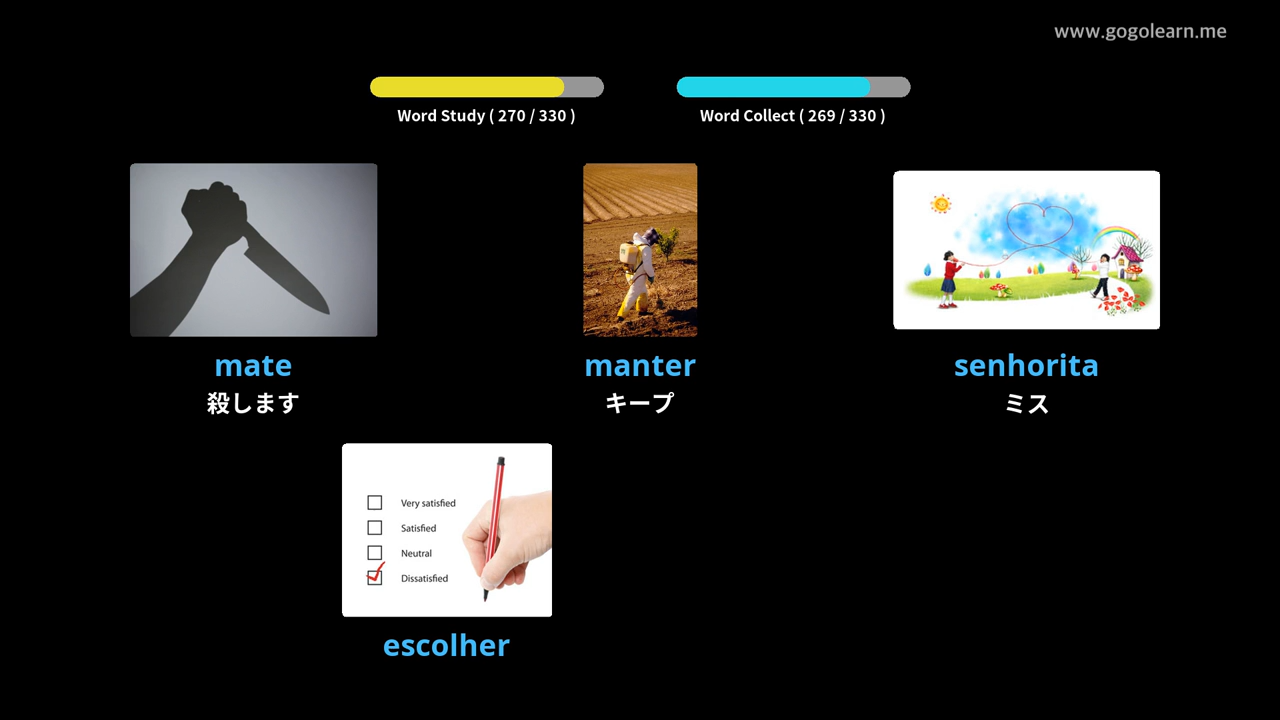 www.gogolearn.me
Word Study ( 270 / 330 )
Word Collect ( 269 / 330 )
mate
殺します
manter
キープ
senhorita
ミス
Very satisfied
Satisfied
Neutral
Dissatisfied
escolher